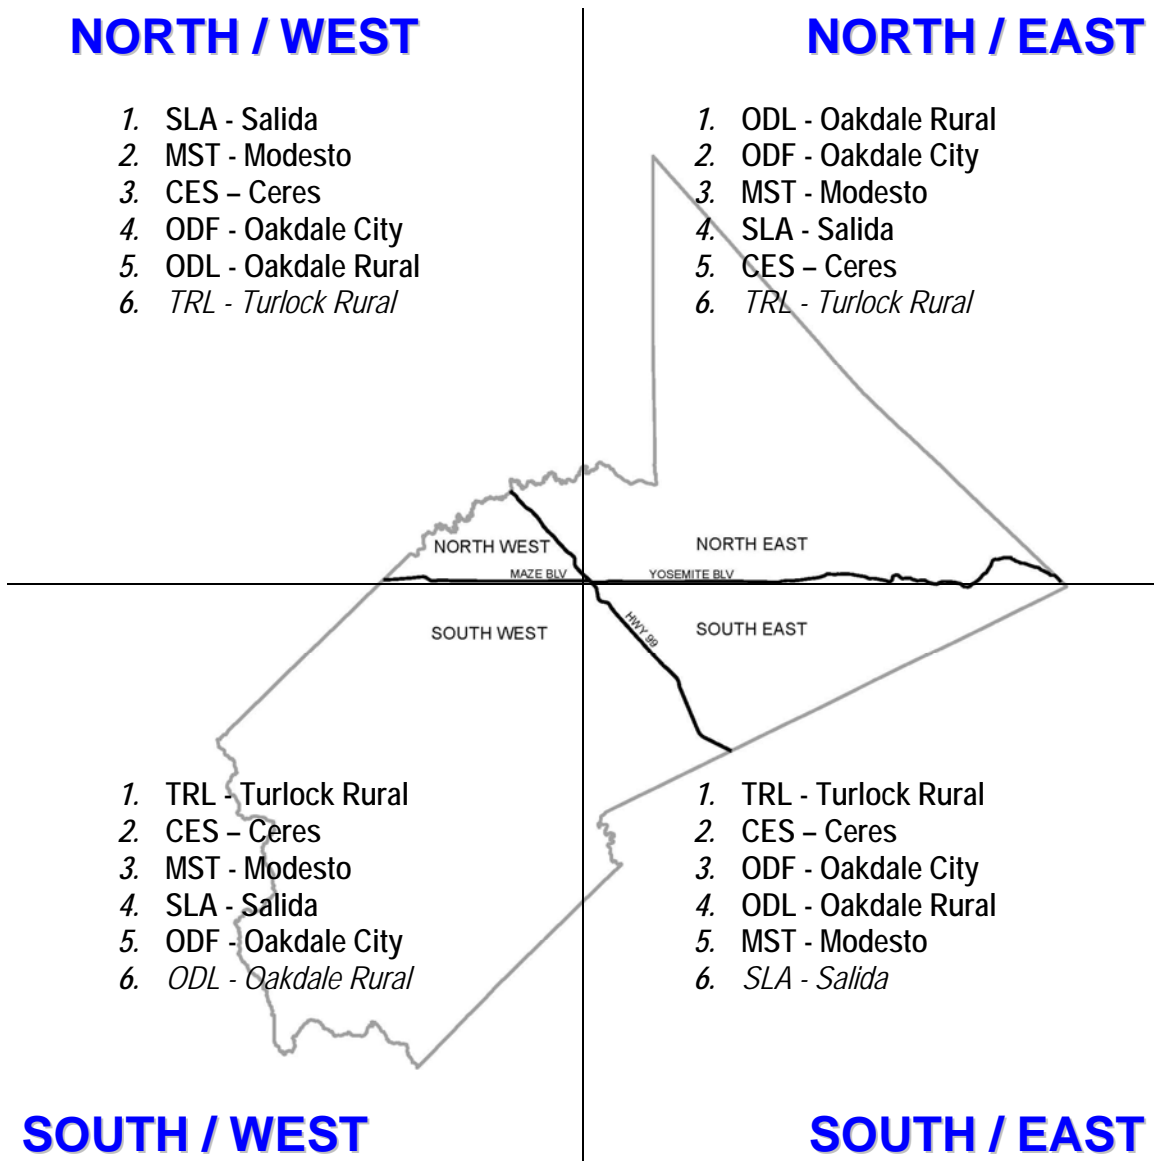 NORTH / WEST
NORTH / EAST
1. SLA - Salida
2. MST - Modesto
3. CES – Ceres
4. ODF - Oakdale City
5. ODL - Oakdale Rural
6. TRL - Turlock Rural
1. ODL - Oakdale Rural
2. ODF - Oakdale City
3. MST - Modesto
4. SLA - Salida
5. CES – Ceres
6. TRL - Turlock Rural
NORTH WEST
NORTH EAST
MAZE BLV
YOSEMITE BLV
SOUTH WEST
HWY 99
SOUTH EAST
1. TRL - Turlock Rural
2. CES – Ceres
3. MST - Modesto
4. SLA - Salida
5. ODF - Oakdale City
6. ODL - Oakdale Rural
1. TRL - Turlock Rural
2. CES – Ceres
3. ODF - Oakdale City
4. ODL - Oakdale Rural
5. MST - Modesto
6. SLA - Salida
SOUTH / WEST
SOUTH / EAST